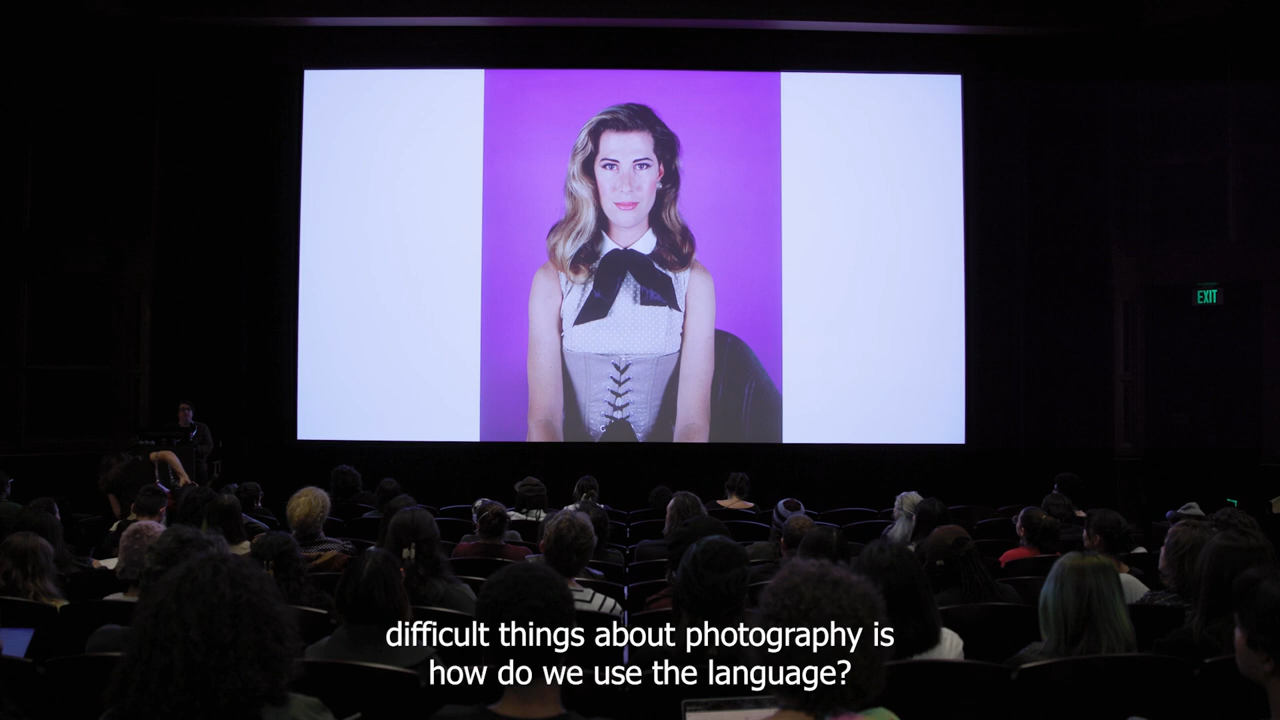 EXIT
difficult things about photography is
how do we use the language?